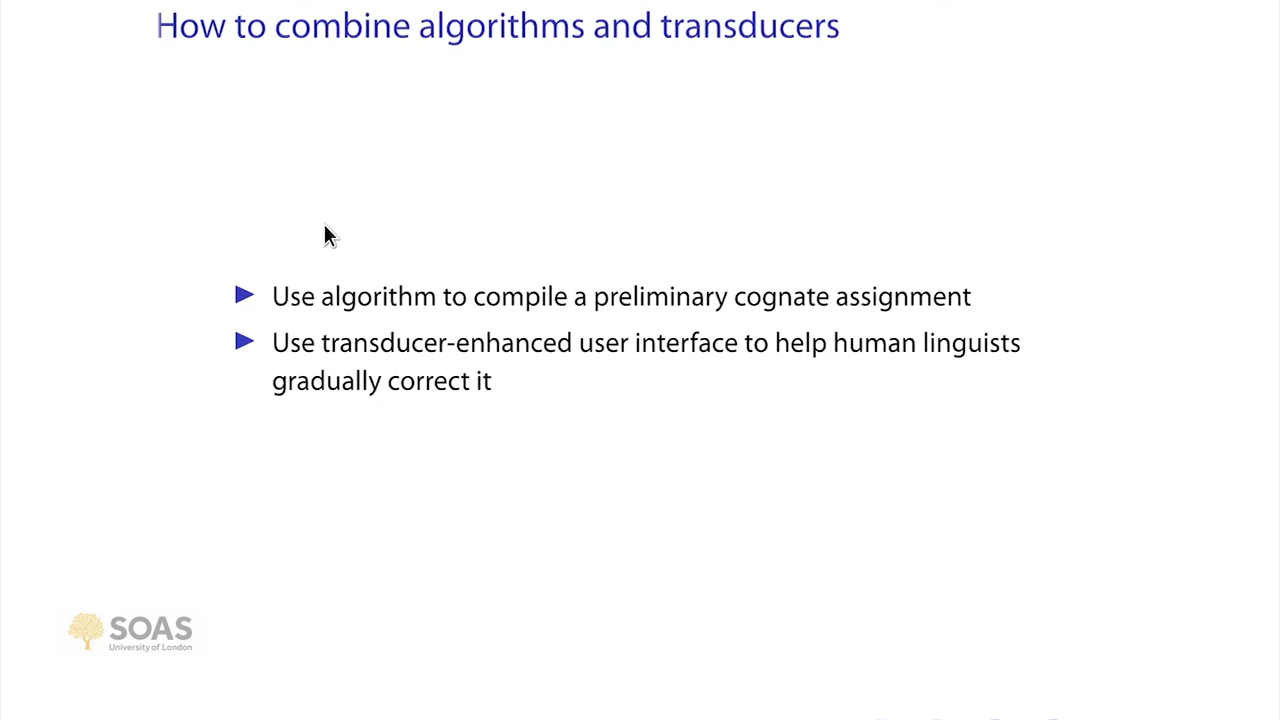 How to combine algorithms and transducers
Use algorithm to compile a preliminary cognate assignment
Use transducer-enhanced user interface to help human linguists
gradually correct it
SOAS
University of London